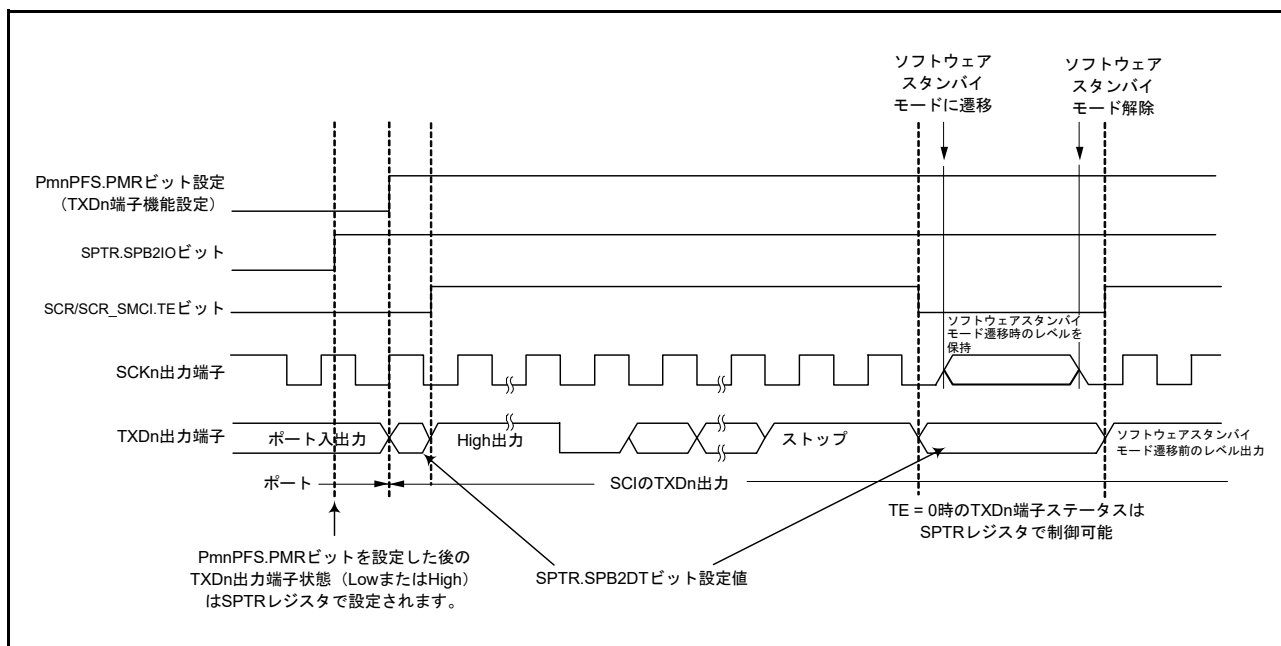 ソフトウェア
スタンバイ
モードに遷移
ソフトウェア
スタンバイ
モード解除
PmnPFS.PMRビット設定
（TXDn端子機能設定）
SPTR.SPB2IOビット
SCR/SCR_SMCI.TEビット
ソフトウェアスタンバイ
モード遷移時のレベルを
保持
SCKn出力端子
TXDn出力端子
ポート入出力
High出力
ストップ
ソフトウェアスタンバイ
モード遷移前のレベル出力
ポート
SCIのTXDn出力
TE = 0時のTXDn端子ステータスは
SPTRレジスタで制御可能
PmnPFS.PMRビットを設定した後の
TXDn出力端子状態（LowまたはHigh）
はSPTRレジスタで設定されます。
SPTR.SPB2DTビット設定値